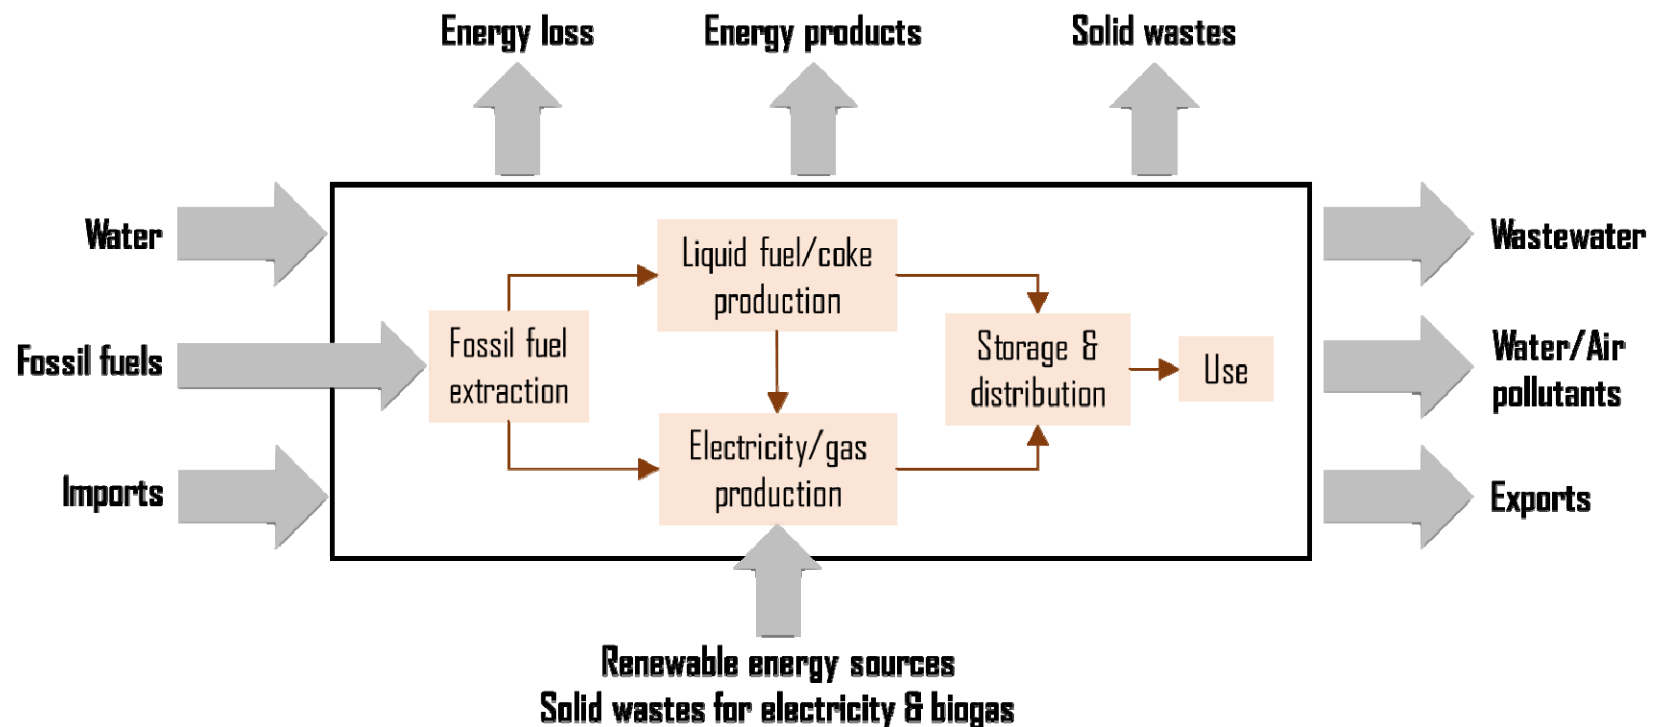 Energy loss
Energy products
Solid wastes
Water
Fossil fuels
Imports
Fossil fuel
extraction
Liquid fuel/coke
production
Electricity/gas
production
Storage &
distribution
Use
Wastewater
Water/Air
pollutants
Exports
Renewable energy sources
Solid wastes for electricity & biogas